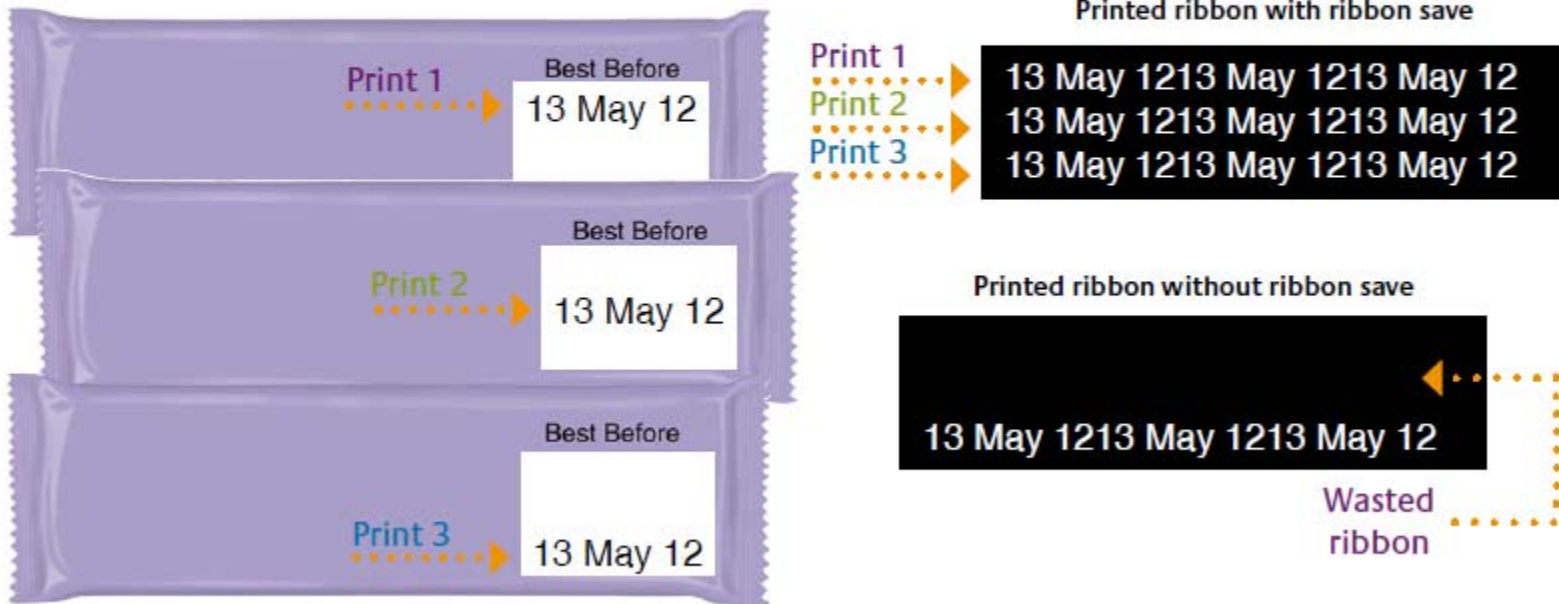 Best Before
Print 1
13 May 12
Best Before
Print 2
13 May 12
Best Before
Print 3
13 May 12
Printed ribbon with ribbon save
Print 1
Print 2
Print 3
13 May 1213 May 1213 May 12
13 May 1213 May 1213 May 12
13 May 1213 May 1213 May 12
Printed ribbon without ribbon save
13 May 1213 May 1213 May 12
Wasted
ribbon